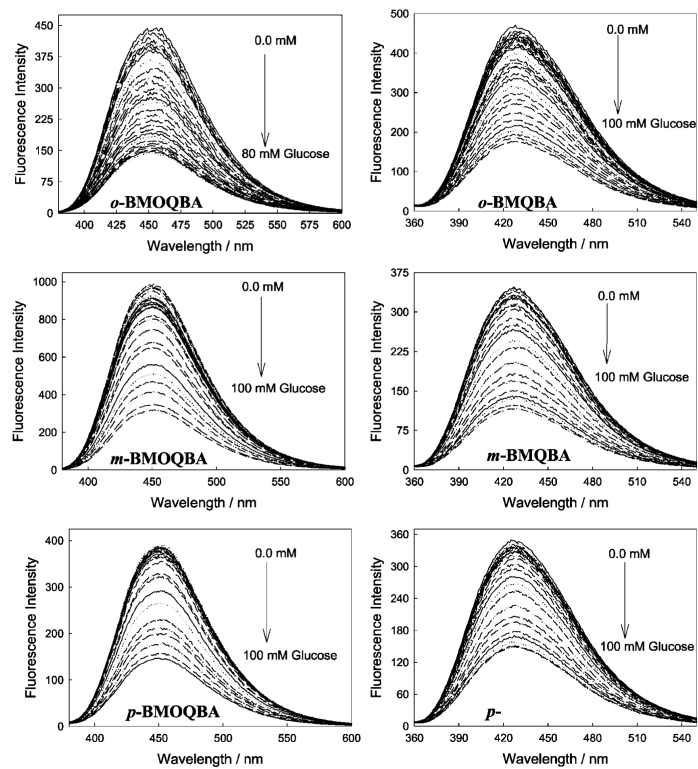 450
375
300
225
150
75
0
Fluorescence Intensity
0.0 mM
80 mM Glucose
o-BMOQBA
400 425 450 475 500 525 550 575 600
Wavelength / nm
500
400
300
200
100
0
Fluorescence Intensity
0.0 mM
100 mM Glucose
o-BMQBA
360 390 420 450 480 510 540
Wavelength / nm
1000
800
600
400
200
0
Fluorescence Intensity
0.0 mM
100 mM Glucose
m-BMOQBA
400 450 500 550 600
Wavelength / nm
375
300
225
150
75
0
Fluorescence Intensity
0.0 mM
100 mM Glucose
m-BMQBA
360 390 420 450 480 510 540
Wavelength / nm
400
300
200
100
0
Fluorescence Intensity
0.0 mM
100 mM Glucose
p-BMOQBA
400 450 500 550 600
Wavelength / nm
360
300
240
180
120
60
0
Fluorescence Intensity
0.0 mM
100 mM Glucose
p-
360 390 420 450 480 510 540
Wavelength / nm